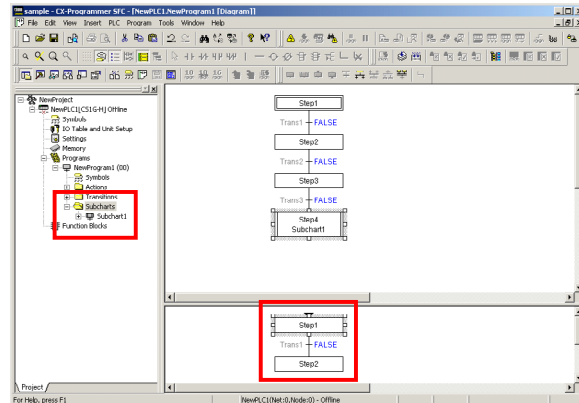 sample - CX-Programmer SFC - [NewPLC1.NewProgram1 [Diagram]]
File Edit View Insert PLC Program Tools Window Help
NewProject
NewPLC1[CS1G-H] Offline
Symbols
IO Table and Unit Setup
Settings
Memory
Programs
NewProgram1 (00)
Symbols
Actions
Transitions
Subcharts
Subchart1
Function Blocks
Project
Step1
Trans1 FALSE
Step2
Trans2 FALSE
Step3
Trans3 FALSE
Step4
Subchart1
Step1
Trans1 FALSE
Step2
For Help, press F1
NewPLC1(Net:0,Node:0) - Offline